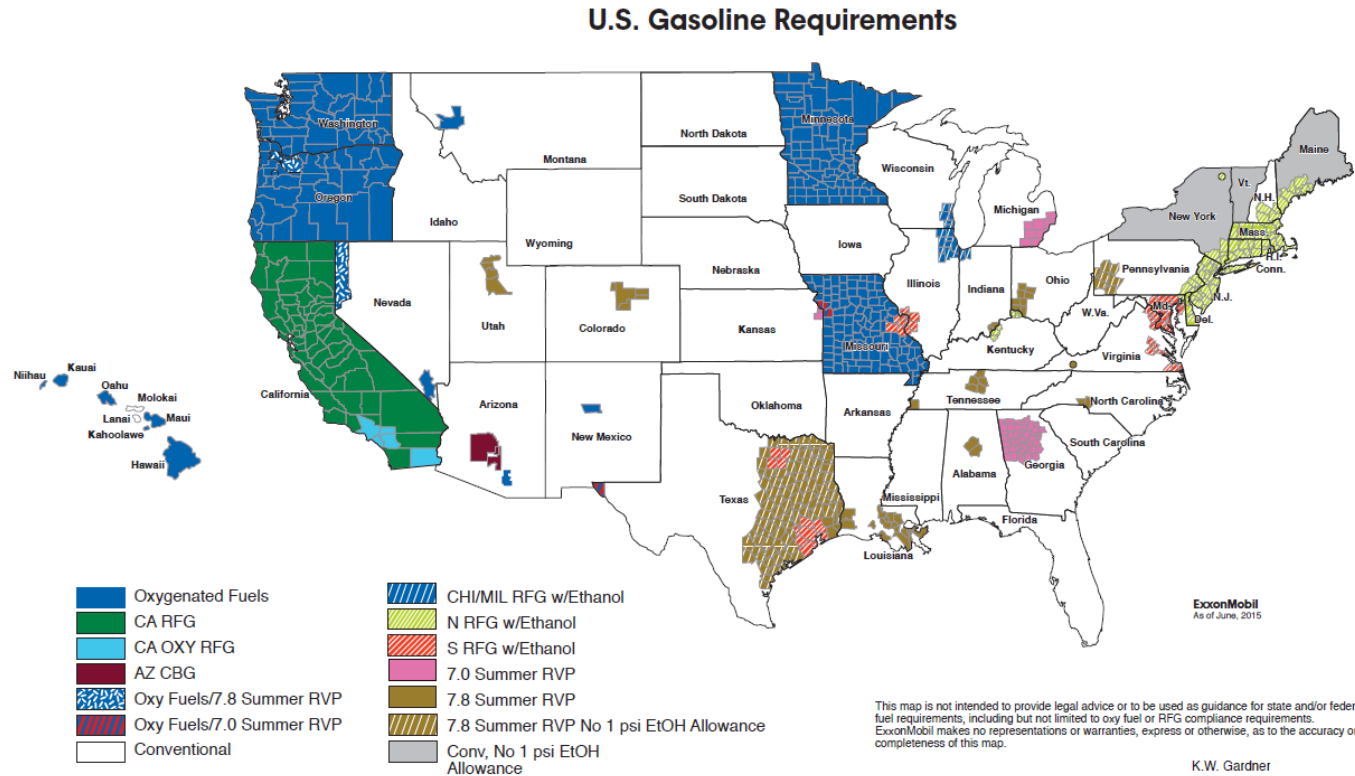 U.S. Gasoline Requirements
Washington
Oregon
Montana
Idaho
Wyoming
North Dakota
South Dakota
Minnesota
Wisconsin
Michigan
Iowa
Nebraska
Illinois
Indiana
Ohio
Pennsylvania
New York
Vt.
N.H.
Maine
Mass.
R.I.
Conn.
N.J.
Del.
Md.
W.Va.
Virginia
Kentucky
Missouri
Kansas
Colorado
Utah
Nevada
California
Arizona
New Mexico
Oklahoma
Arkansas
Tennessee
North Carolina
South Carolina
Georgia
Alabama
Mississippi
Louisiana
Texas
Florida
Niihau
Kauai
Oahu
Molokai
Lanai
Maui
Kahoolawe
Hawaii
Oxygenated Fuels
CA RFG
CA OXY RFG
AZ CBG
Oxy Fuels/7.8 Summer RVP
Oxy Fuels/7.0 Summer RVP
Conventional
CHI/MIL RFG w/Ethanol
N RFG w/Ethanol
S RFG w/Ethanol
7.0 Summer RVP
7.8 Summer RVP
7.8 Summer RVP No 1 psi EtOH Allowance
Conv, No 1 psi EtOH
Allowance
ExxonMobil
As of June, 2015
This map is not intended to provide legal advice or to be used as guidance for state and/or feder
fuel requirements, including but not limited to oxy fuel or RFG compliance requirements.
ExxonMobil makes no representations or warranties, express or otherwise, as to the accuracy or
completeness of this map.
K.W. Gardner